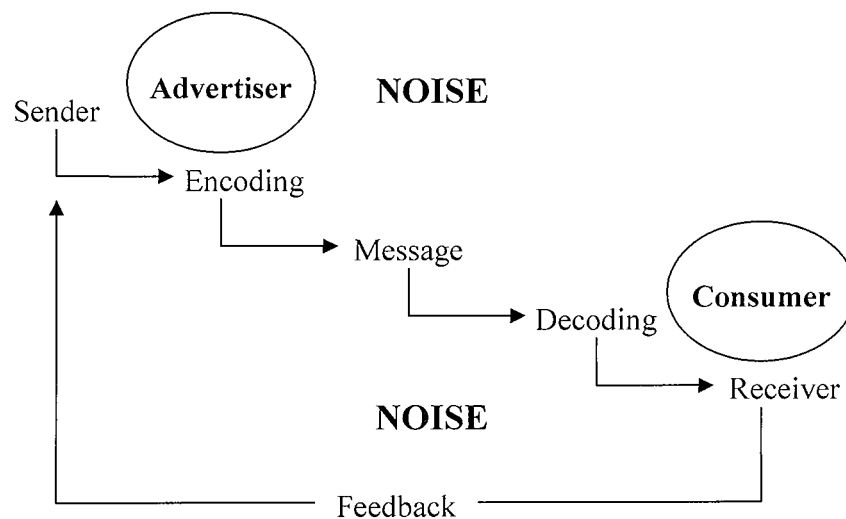 Advertiser
NOISE
Sender
Encoding
Message
Consumer
Decoding
Receiver
NOISE
Feedback